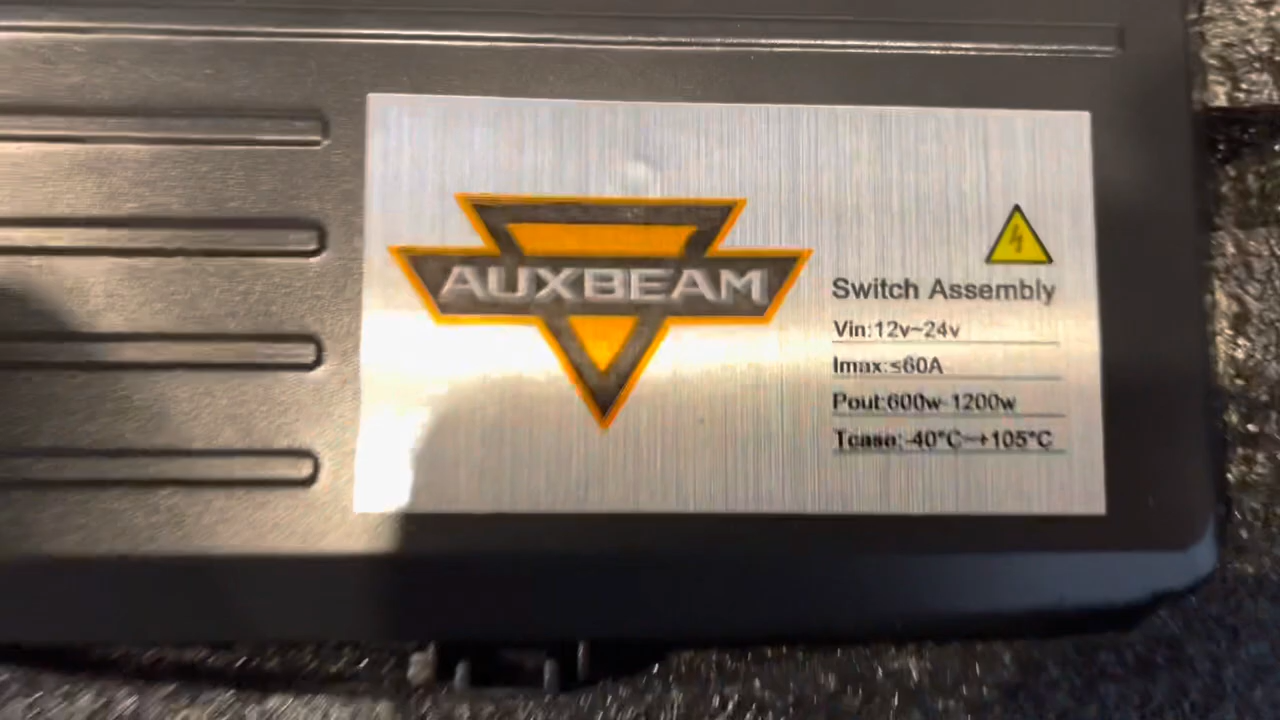 AUXBEAM
Switch Assembly
Vin:12v~24v
Imax:≤60A
Pout:600w-1200w
Tcase:-40°C~+105°C